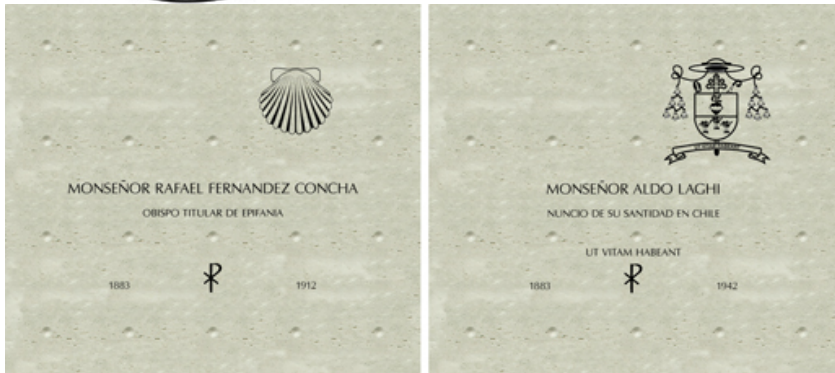 MONSEÑOR RAFAEL FERNANDEZ CONCHA
OBISPO TITULAR DE EPIFANIA
1883
1912
MONSEÑOR ALDO LAGHI
NUNCIO DE SU SANTIDAD EN CHILE
UT VITAM HABEANT
1883
1942